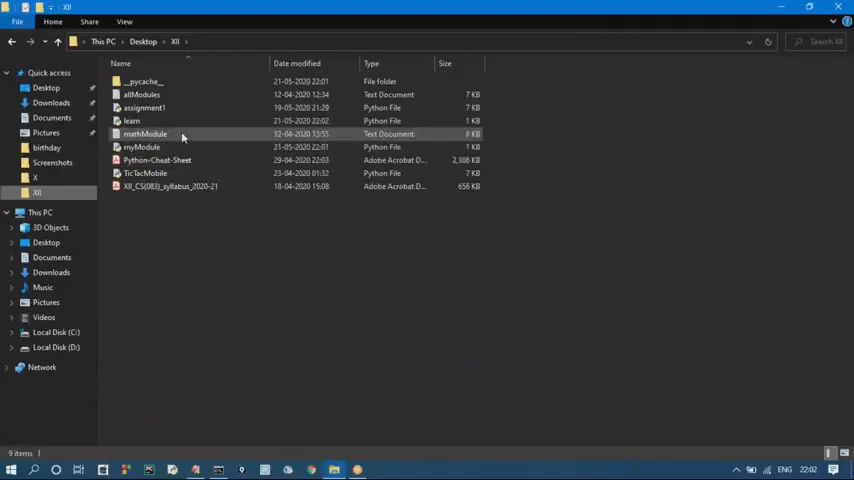 XII
File Home Share View
This PC Desktop XII Search XII
Name Date modified Type Size
Quick access
Desktop
Downloads
Documents
Pictures
birthday
Screenshots
X
XII
This PC
3D Objects
Desktop
Documents
Downloads
Music
Pictures
Videos
Local Disk (C:)
Local Disk (D:)
Network
__pycache__ 21-05-2020 22:01 File folder
allModules 12-04-2020 12:34 Text Document 7 KB
assignment1 19-05-2020 21:29 Python File 7 KB
learn 21-05-2020 22:02 Python File 1 KB
mathModule 12-04-2020 13:55 Text Document 8 KB
myModule 21-05-2020 22:01 Python File 1 KB
Python-Cheat-Sheet 29-04-2020 22:03 Adobe Acrobat D... 2,386 KB
TicTacMobile 23-04-2020 01:32 Python File 7 KB
XII_CS(083)_syllabus_2020-21 18-04-2020 15:08 Adobe Acrobat D... 656 KB
9 items
ENG 22:02